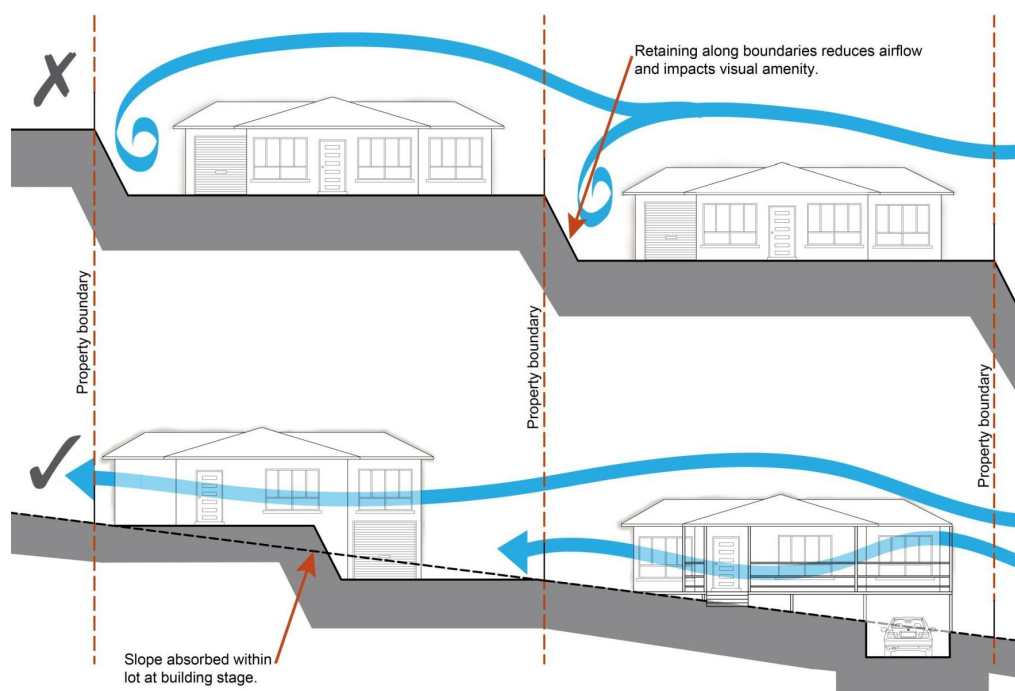 Retaining along boundaries reduces airflow
and impacts visual amenity.
Property boundary
Property boundary
Property boundary
Slope absorbed within
lot at building stage.